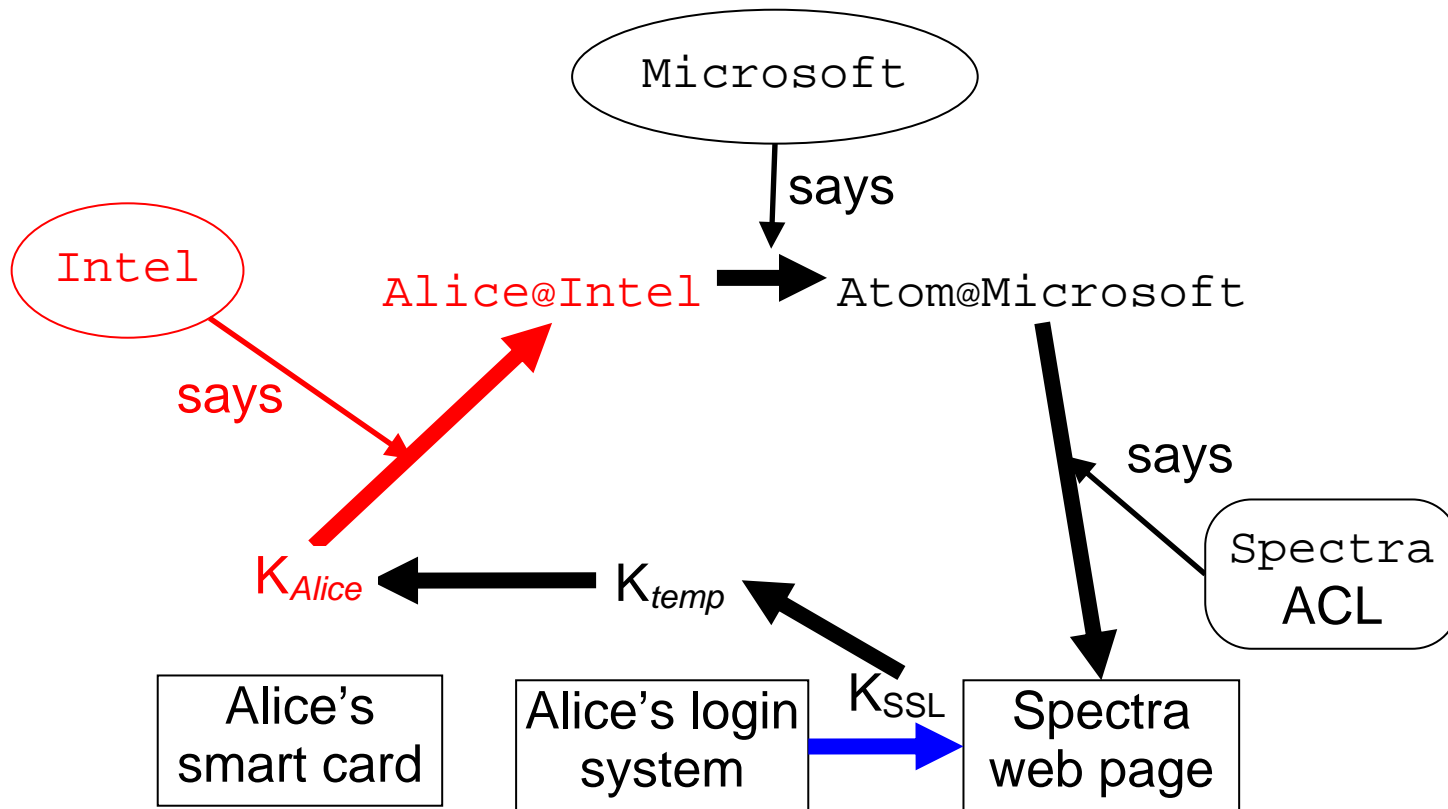 Microsoft
says
Intel
Alice@Intel
Atom@Microsoft
says
says
Spectra
ACL
KAlice
Ktemp
KSSL
Alice’s
smart card
Alice’s login
system
Spectra
web page